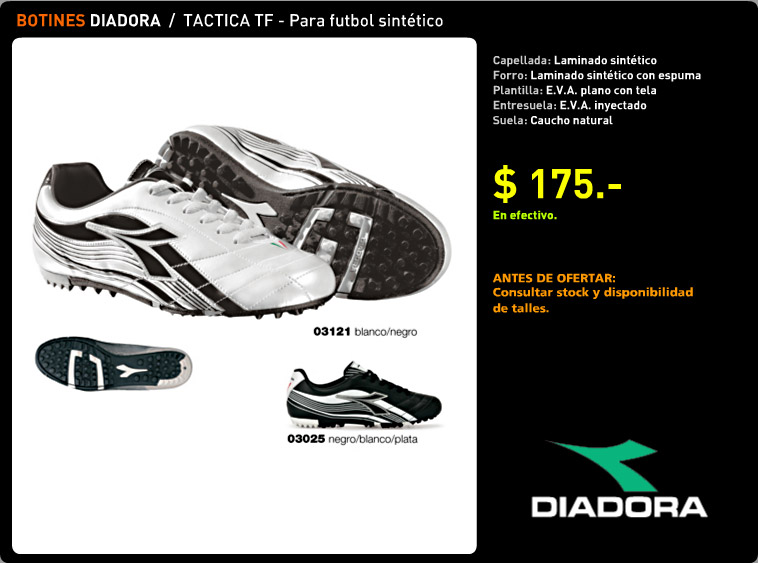 BOTINES DIADORA / TACTICA TF - Para futbol sintético
Capellada: Laminado sintético
Forro: Laminado sintético con espuma
Plantilla: E.V.A. plano con tela
Entresuela: E.V.A. inyectado
Suela: Caucho natural
$ 175.-
En efectivo.
ANTES DE OFERTAR:
Consultar stock y disponibilidad
de talles.
03121 blanco/negro
03025 negro/blanco/plata
DIADORA